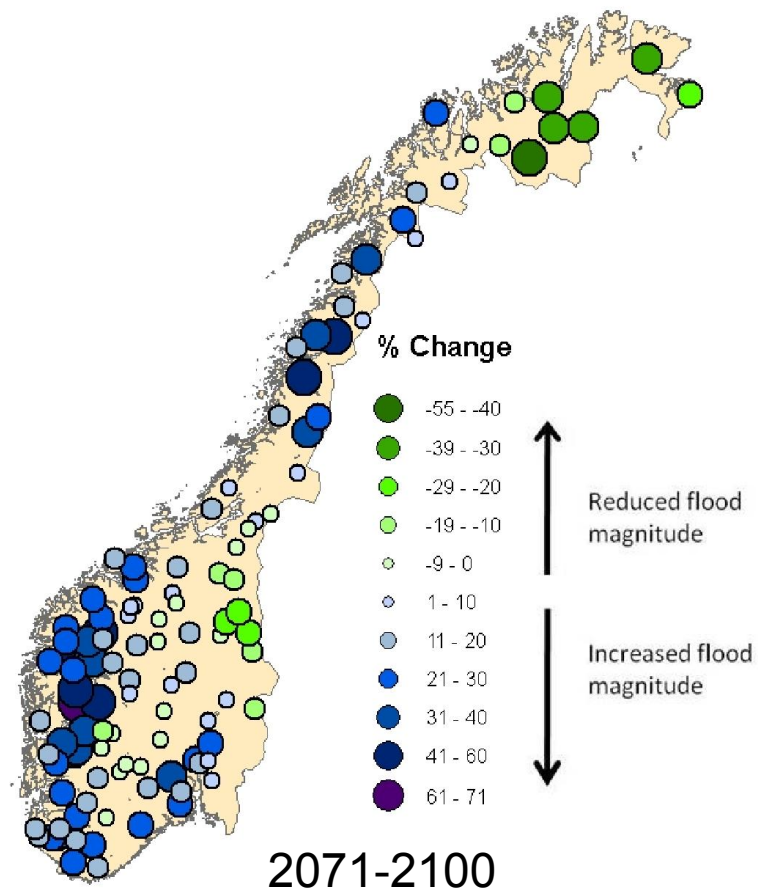 % Change
-55 - -40
-39 - -30
-29 - -20
-19 - -10
-9 - 0
1 - 10
11 - 20
21 - 30
31 - 40
41 - 60
61 - 71
Reduced flood
magnitude
Increased flood
magnitude
2071-2100